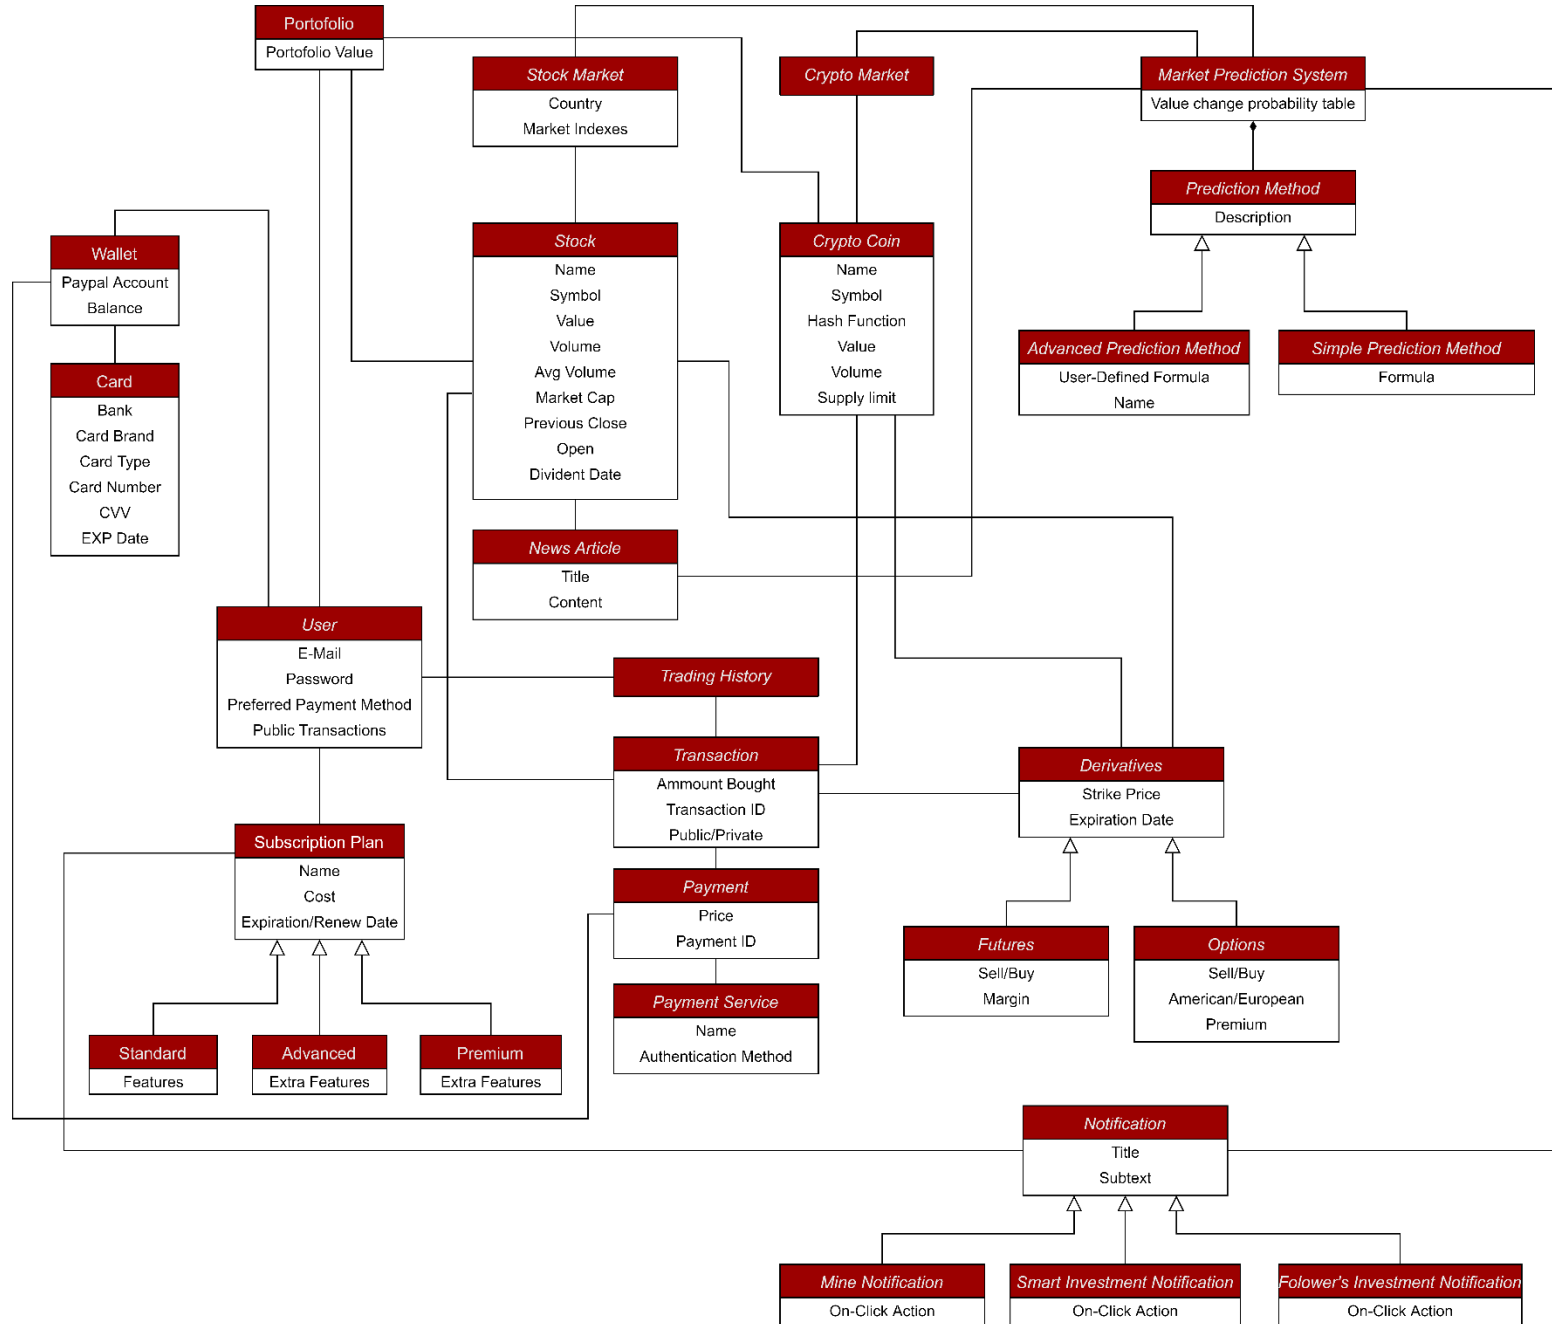 Portofolio
Portofolio Value
Stock Market
Country
Market Indexes
Crypto Market
Market Prediction System
Value change probability table
Prediction Method
Description
Wallet
Paypal Account
Balance
Stock
Name
Symbol
Value
Volume
Avg Volume
Market Cap
Previous Close
Open
Divident Date
Crypto Coin
Name
Symbol
Hash Function
Value
Volume
Supply limit
Advanced Prediction Method
User-Defined Formula
Name
Simple Prediction Method
Formula
Card
Bank
Card Brand
Card Type
Card Number
CVV
EXP Date
News Article
Title
Content
User
E-Mail
Password
Preferred Payment Method
Public Transactions
Trading History
Transaction
Ammount Bought
Transaction ID
Public/Private
Derivatives
Strike Price
Expiration Date
Subscription Plan
Name
Cost
Expiration/Renew Date
Payment
Price
Payment ID
Futures
Sell/Buy
Margin
Options
Sell/Buy
American/European
Premium
Payment Service
Name
Authentication Method
Standard
Features
Advanced
Extra Features
Premium
Extra Features
Notification
Title
Subtext
Mine Notification
On-Click Action
Smart Investment Notification
On-Click Action
Folower's Investment Notification
On-Click Action